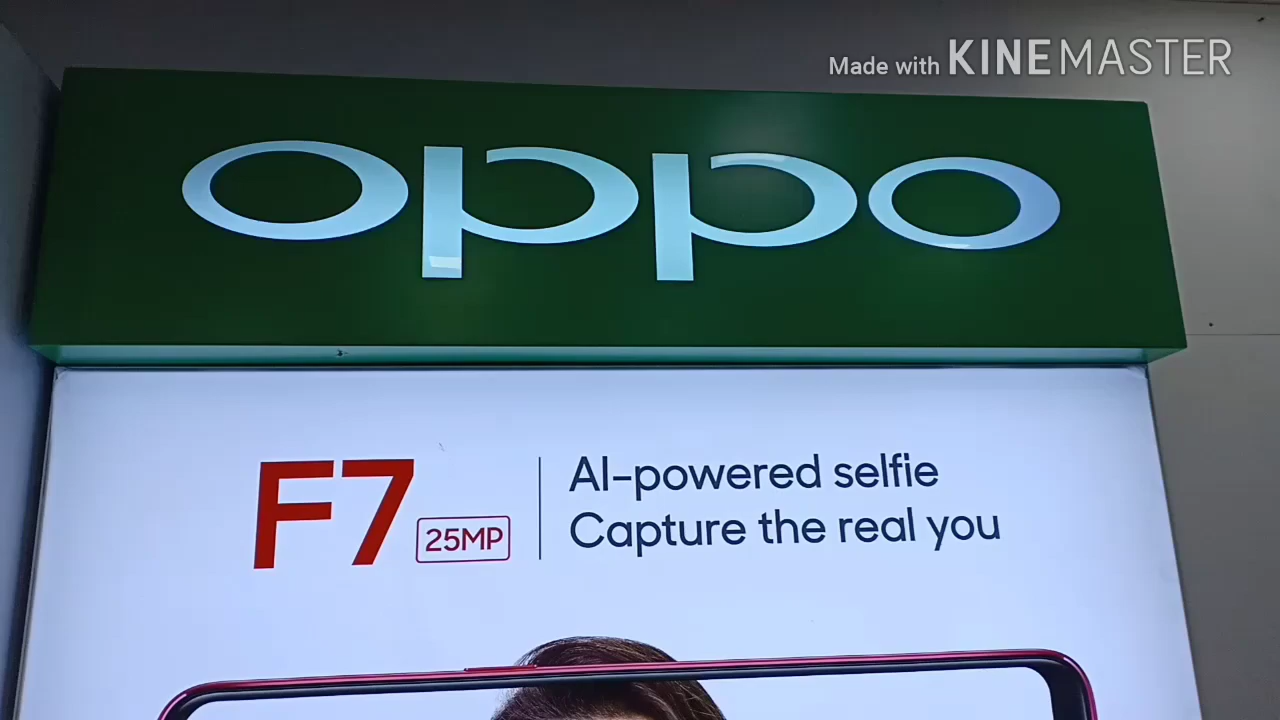 Made with KINEMASTER
oppo
F7 25MP
AI-powered selfie
Capture the real you